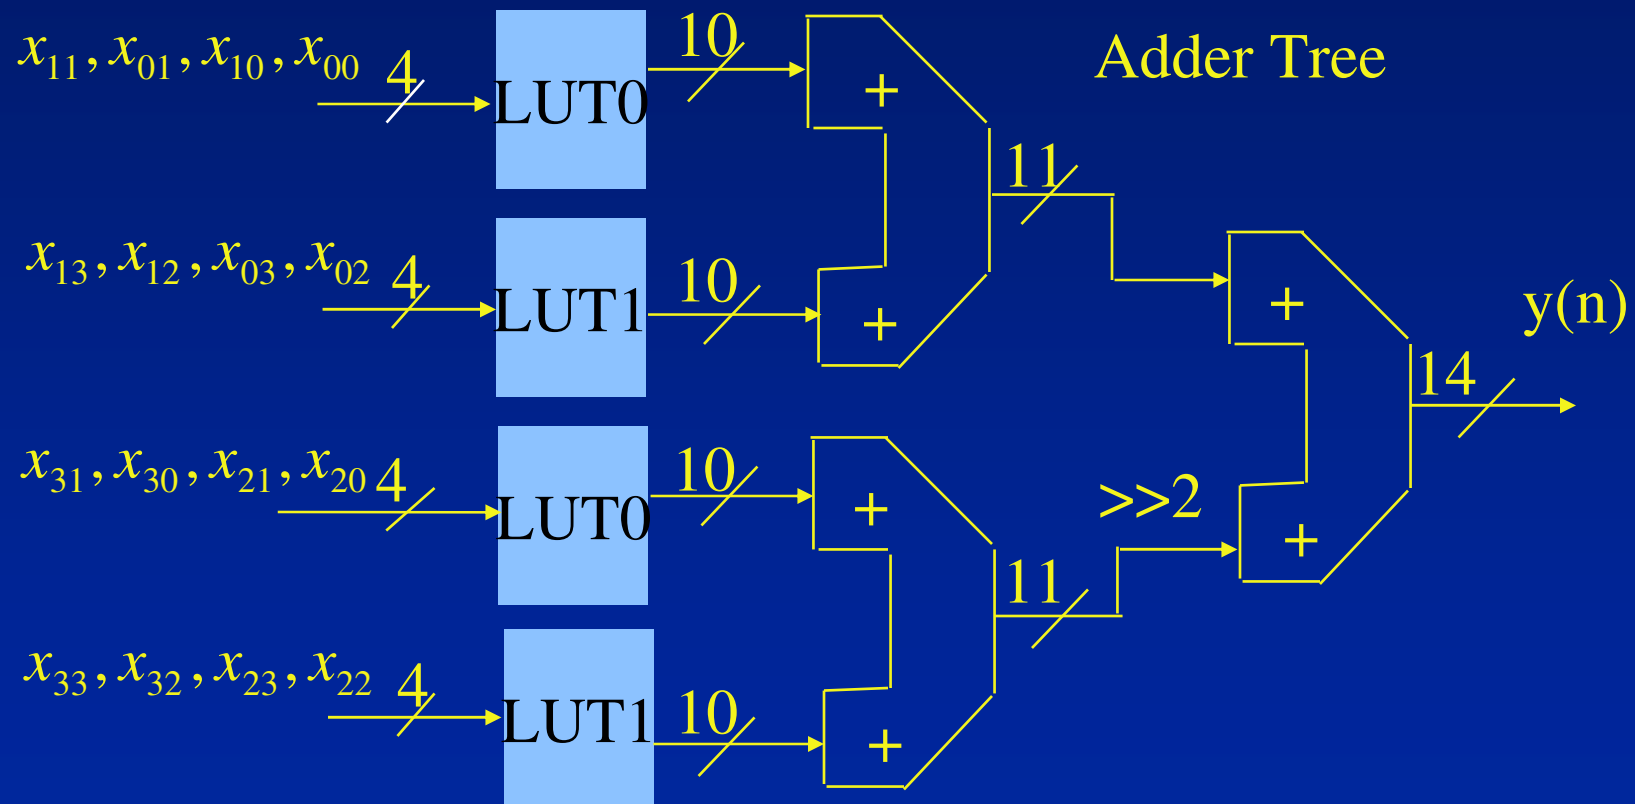 x₁₁, x₀₁, x₁₀, x₀₀
4
LUT0
10
+
Adder Tree
11
x₁₃, x₁₂, x₀₃, x₀₂
4
LUT1
10
+
+
y(n)
14
x₃₁, x₃₀, x₂₁, x₂₀
4
LUT0
10
+
>>2
+
11
x₃₃, x₃₂, x₂₃, x₂₂
4
LUT1
10
+